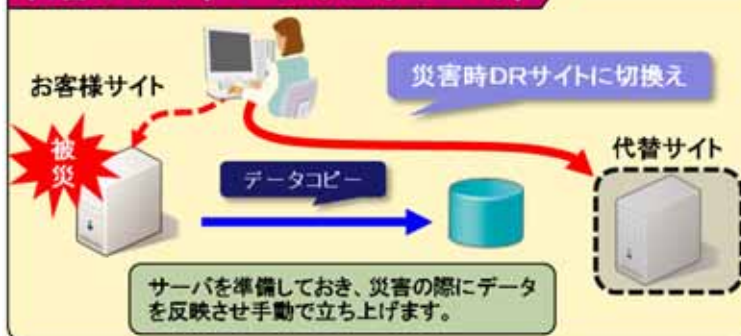 お客様サイト
災害時DRサイトに切換え
被
災
代替サイト
データコピー
サーバを準備しておき、災害の際にデータ
を反映させ手動で立ち上げます。